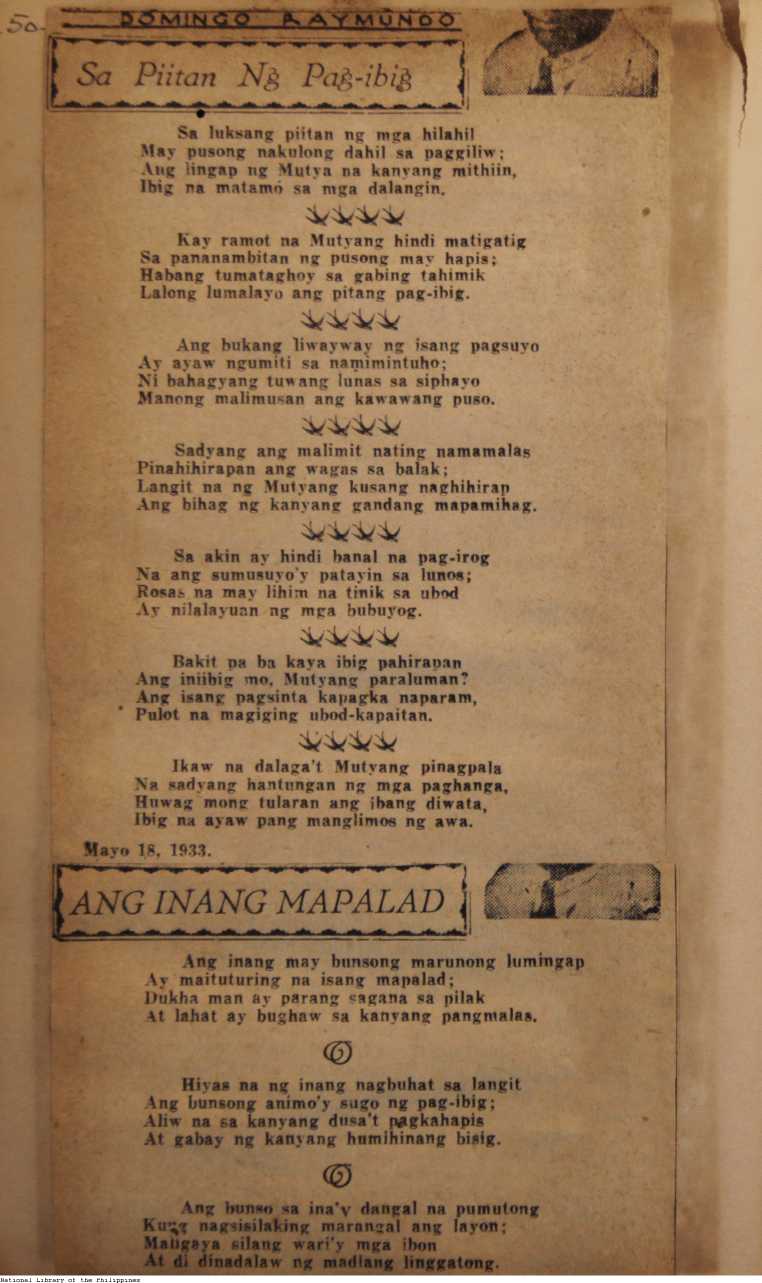 50.
DOMINGO RAYMUNDO
Sa Piitan Ng̃ Pag̃-ibig̃
Sa luksang piitan ng mga hilahil
May pusong nakulong dahil sa paggiliw;
Ang lingap ng Mutya na kanyang mithiin,
Ibig na matamo sa mga dalangin.
Kay ramot na Mutyang hindi matigatig
Sa pananambitan ng pusong may hapis;
Habang tumataghoy sa gabing tahimik
Lalong lumalayo ang pitang pag-ibig.
Ang bukang liwayway ng isang pagsuyo
Ay ayaw ngumiti sa namimintuho;
Ni bahagyang tuwang lunas sa siphayo
Manong malimusan ang kawawang puso.
Sadyang ang malimit nating namamalas
Pinahihirapan ang wagas sa balak;
Langit na ng Mutyang kusang naghihirap
Ang bihag ng kanyang gandang mapamihag.
Sa akin ay hindi banal na pag-irog
Na ang sumusuyo'y patayin sa lunos;
Rosas na may lihim na tinik sa ubod
Ay nilalayuan ng mga bubuyog.
Bakit pa ba kaya ibig pahirapan
Ang iniibig mo, Mutyang paraluman?
Ang isang pagsinta kapagka naparam,
Pulot na magiging ubod-kapaitan.
Ikaw na dalaga't Mutyang pinagpala
Na sadyang hantungan ng mga paghanga,
Huwag mong tularan ang ibang diwata,
Ibig na ayaw pang manglimos ng awa.
Mayo 18, 1933.
ANG INANG MAPALAD
Ang inang may bunsong marunong lumingap
Ay maituturing na isang mapalad;
Dukha man ay parang sagana sa pilak
At lahat ay bughaw sa kanyang pangmalas.
Hiyas na ng inang nagbuhat sa langit
Ang bunsong animo'y sugo ng pag-ibig;
Aliw na sa kanyang dusa't pagkahapis
At gabay ng kanyang humihinang bisig.
Ang bunso sa ina'y dangal na pumutong
Kung nagsisilaking marangal ang layon;
Maligaya silang wari'y mga ibon
At di dinadalaw ng madlang linggatong.
National Library of the Philippines